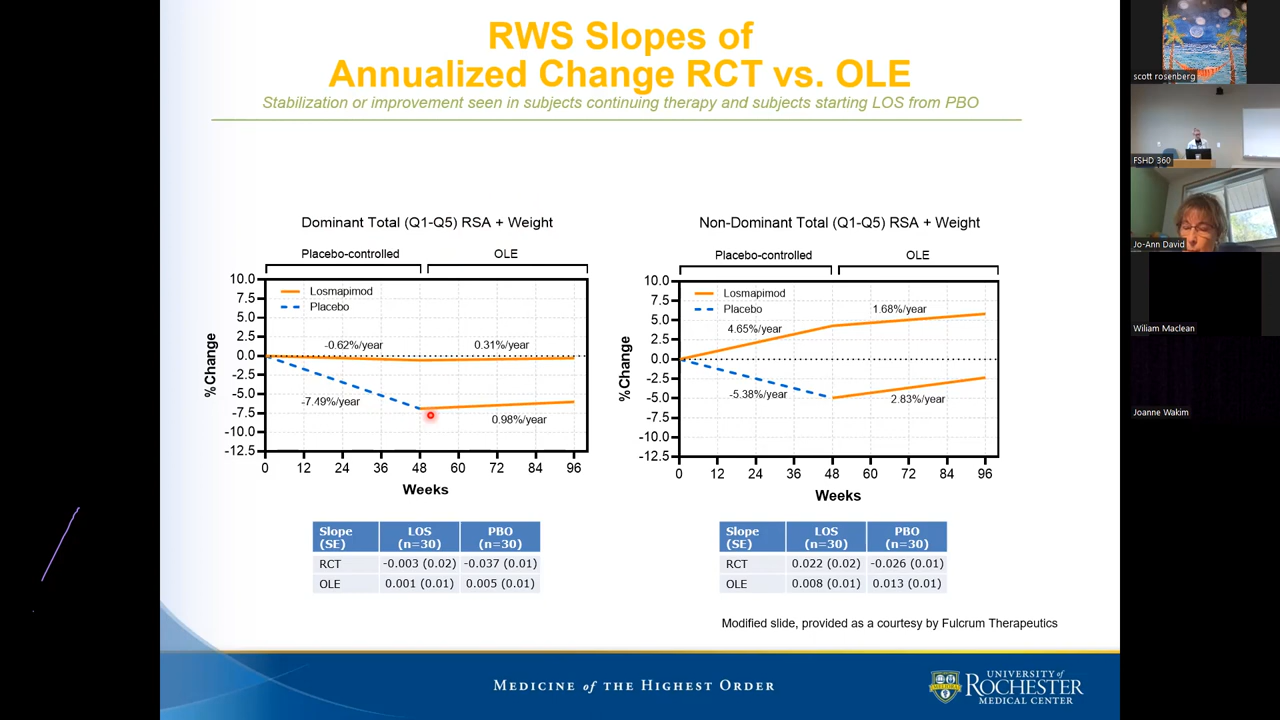 RWS Slopes of
Annualized Change RCT vs. OLE
Stabilization or improvement seen in subjects continuing therapy and subjects starting LOS from PBO
Dominant Total (Q1-Q5) RSA + Weight
Placebo-controlled
OLE
10.0
7.5
5.0
2.5
0.0
-2.5
-5.0
-7.5
-10.0
-12.5
%Change
Losmapimod
Placebo
-0.62%/year
0.31%/year
-7.49%/year
0.98%/year
0 12 24 36 48 60 72 84 96
Weeks
Slope (SE) LOS (n=30) PBO (n=30)
RCT -0.003 (0.02) -0.037 (0.01)
OLE 0.001 (0.01) 0.005 (0.01)
Non-Dominant Total (Q1-Q5) RSA + Weight
Placebo-controlled
OLE
10.0
7.5
5.0
2.5
0.0
-2.5
-5.0
-7.5
-10.0
-12.5
%Change
Losmapimod
Placebo
4.65%/year
1.68%/year
-5.38%/year
2.83%/year
0 12 24 36 48 60 72 84 96
Weeks
Slope (SE) LOS (n=30) PBO (n=30)
RCT 0.022 (0.02) -0.026 (0.01)
OLE 0.008 (0.01) 0.013 (0.01)
Modified slide, provided as a courtesy by Fulcrum Therapeutics
MEDICINE of THE HIGHEST ORDER
UNIVERSITY of
ROCHESTER
MEDICAL CENTER
scott rosenberg
FSHD 360
Jo-Ann David
Wiliam Maclean
Joanne Wakim